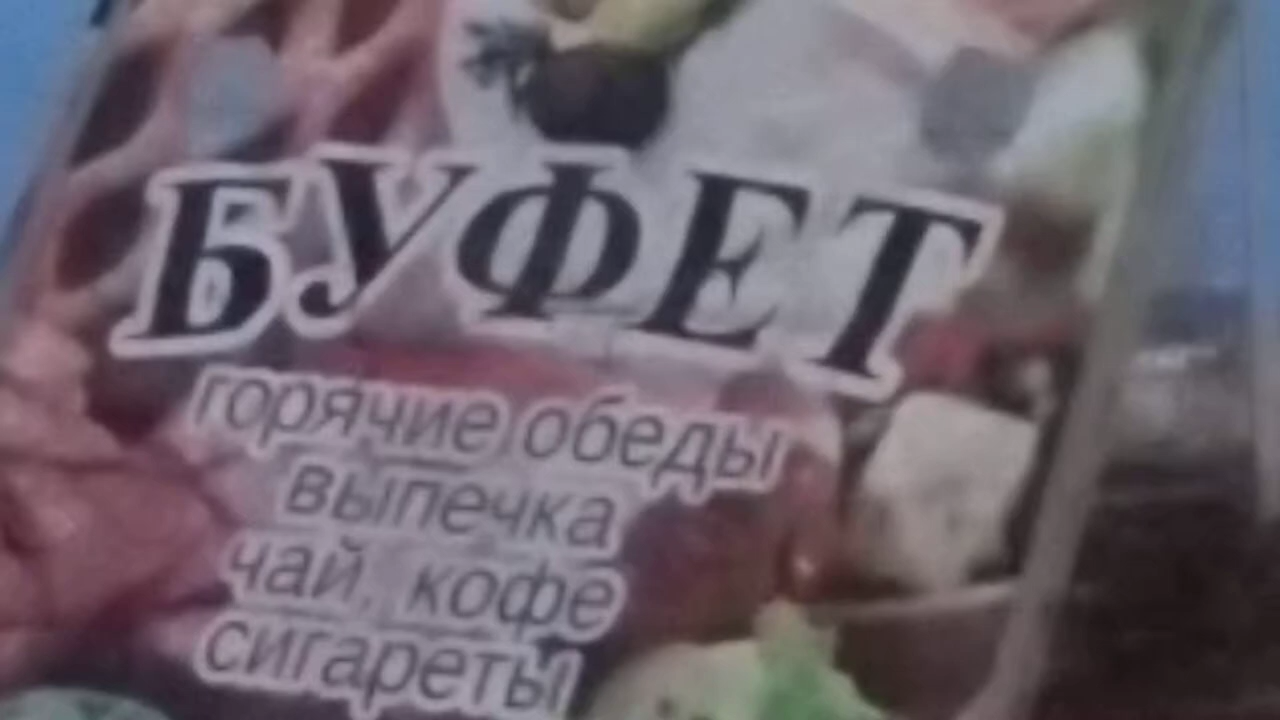 БУФЕТ
горячие обеды
выпечка
чай, кофе
сигареты